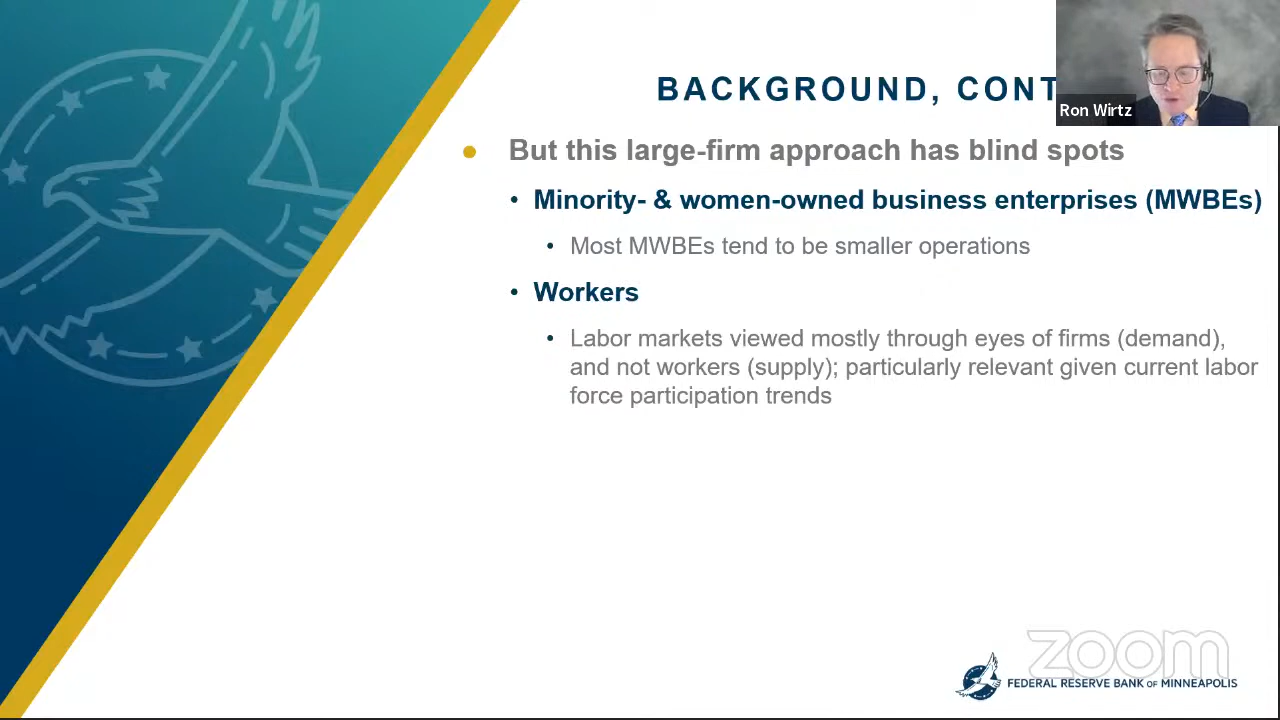 BACKGROUND, CONT
Ron Wirtz
But this large-firm approach has blind spots
Minority- & women-owned business enterprises (MWBEs)
Most MWBEs tend to be smaller operations
Workers
Labor markets viewed mostly through eyes of firms (demand),
and not workers (supply); particularly relevant given current labor
force participation trends
zoom
FEDERAL RESERVE BANK OF MINNEAPOLIS